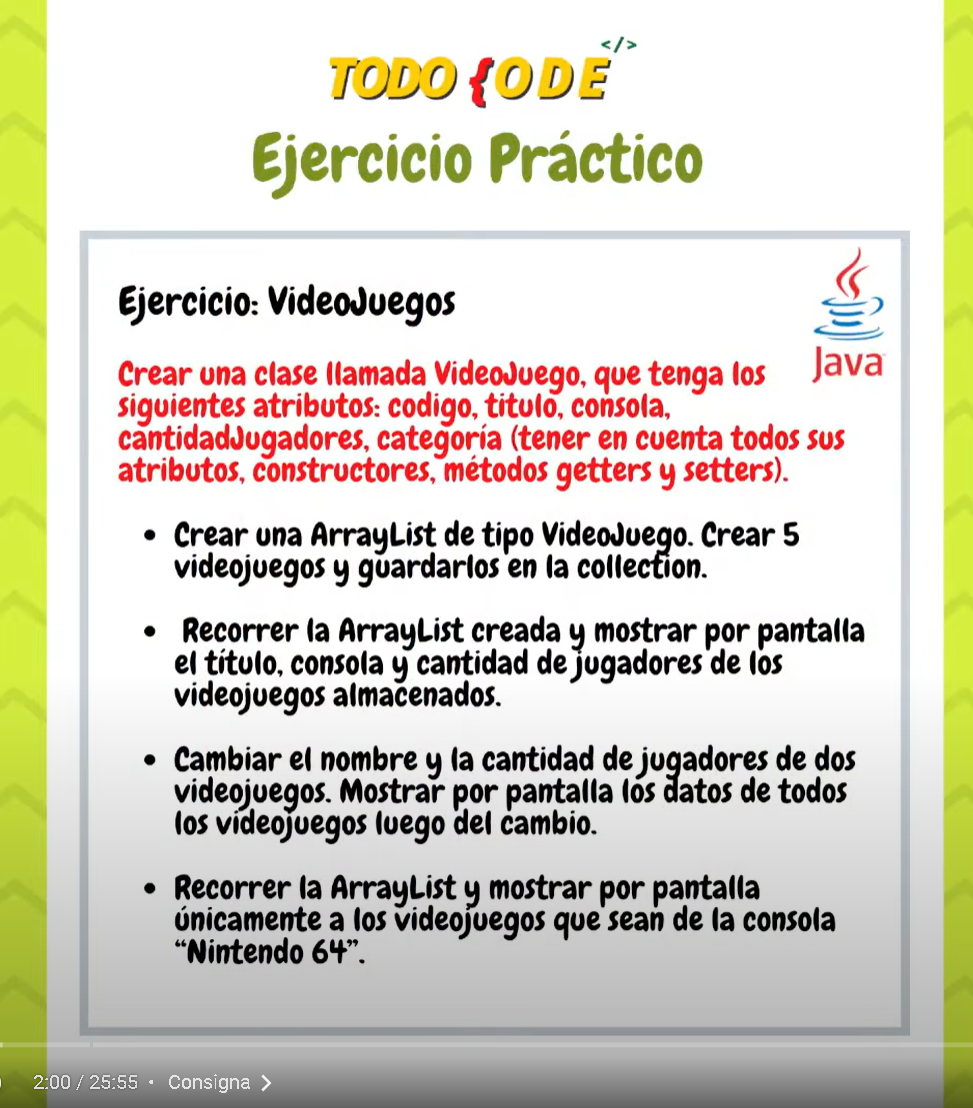 </>
TODO {ODE
Ejercicio Práctico
Java
Ejercicio: VideoJuegos
Crear una clase llamada VideoJuego, que tenga los
siguientes atributos: codigo, titulo, consola,
cantidadJugadores, categoría (tener en cuenta todos sus
atributos, constructores, métodos getters y setters).
• Crear una ArrayList de tipo VideoJuego. Crear 5
videojuegos y guardarlos en la collection.
• Recorrer la ArrayList creada y mostrar por pantalla
el título, consola y cantidad de jugadores de los
videojuegos almacenados.
• Cambiar el nombre y la cantidad de jugadores de dos
videojuegos. Mostrar por pantalla los datos de todos
los videojuegos luego del cambio.
• Recorrer la ArrayList y mostrar por pantalla
únicamente a los videojuegos que sean de la consola
“Nintendo 64”.
2:00 / 25:55 • Consigna >